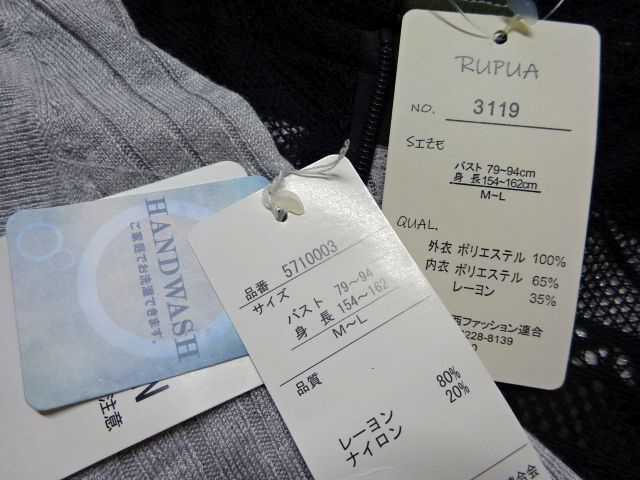 RUPUA
NO. 3119
SIZE
バスト 79~94cm
身 長154~162cm
M~L
QUAL.
外衣 ポリエステル 100%
内衣 ポリエステル 65%
レーヨン 35%
西ファッション連合
228-8139
HANDWASH
ご家庭でお洗濯できます。
注意
品番 5710003
サイズ
バスト 79~94
身 長 154~162
M~L
品質
80%
20%
レーヨン
ナイロン